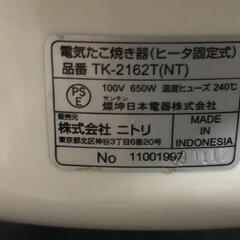 電気たこ焼き器(ヒータ固定式)
品番 TK-2162T(NT)
PS
E
100V 650W 温度ヒューズ 240℃
サンクン
燦坤日本電器株式会社
販売元
株式会社 ニトリ
東京都北区神谷3丁目6番20号
MADE IN
INDONESIA
No 11001997